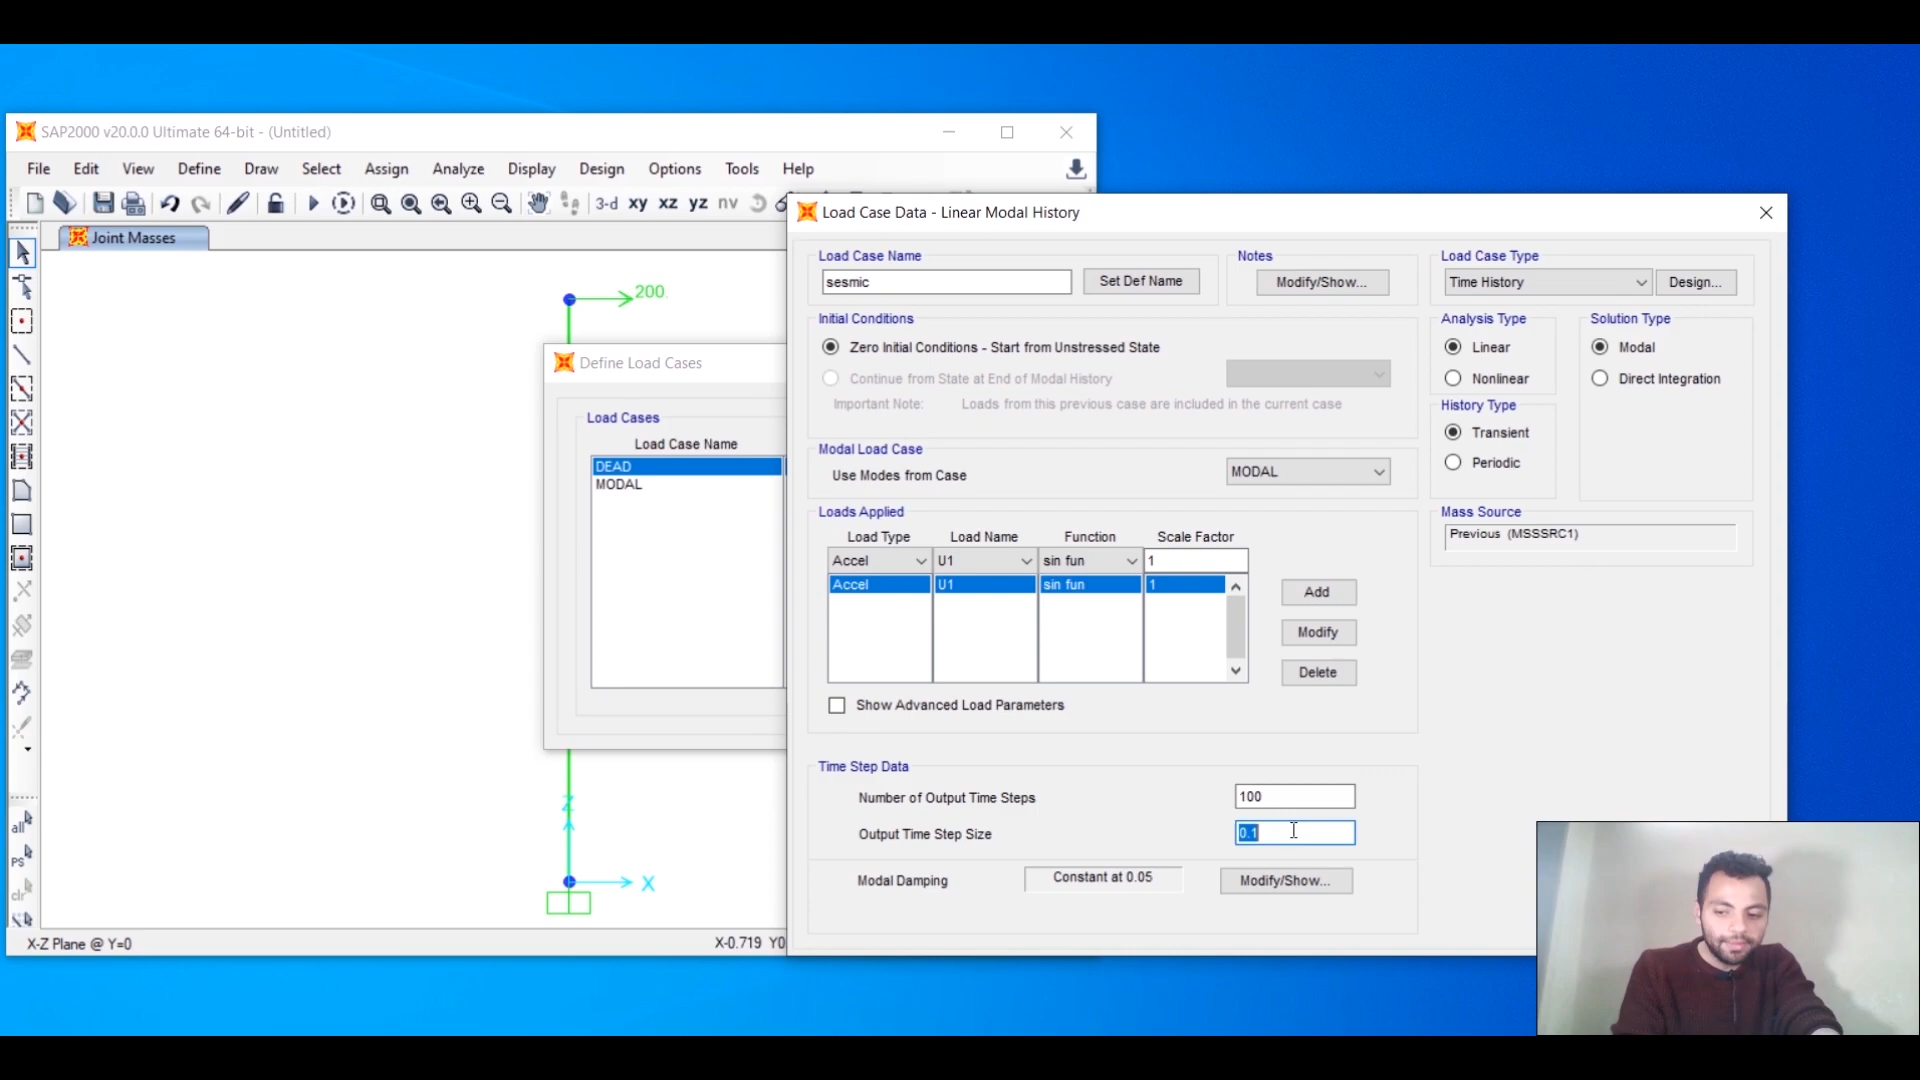 SAP2000 v20.0.0 Ultimate 64-bit - (Untitled)
File Edit View Define Draw Select Assign Analyze Display Design Options Tools Help
3-d xy xz yz nv
Joint Masses
200.
Z
X
all
PS
clr
X-Z Plane @ Y=0
X-0.719 Y0
Define Load Cases
Load Cases
Load Case Name
DEAD
MODAL
Load Case Data - Linear Modal History
Load Case Name
sesmic
Set Def Name
Notes
Modify/Show...
Load Case Type
Time History
Design...
Initial Conditions
Zero Initial Conditions - Start from Unstressed State
Continue from State at End of Modal History
Important Note: Loads from this previous case are included in the current case
Analysis Type
Linear
Nonlinear
Solution Type
Modal
Direct Integration
History Type
Transient
Periodic
Modal Load Case
Use Modes from Case
MODAL
Loads Applied
Load Type Load Name Function Scale Factor
Accel U1 sin fun 1
Accel U1 sin fun 1
Add
Modify
Delete
Show Advanced Load Parameters
Mass Source
Previous (MSSSRC1)
Time Step Data
Number of Output Time Steps 100
Output Time Step Size 0.1
Modal Damping Constant at 0.05 Modify/Show...